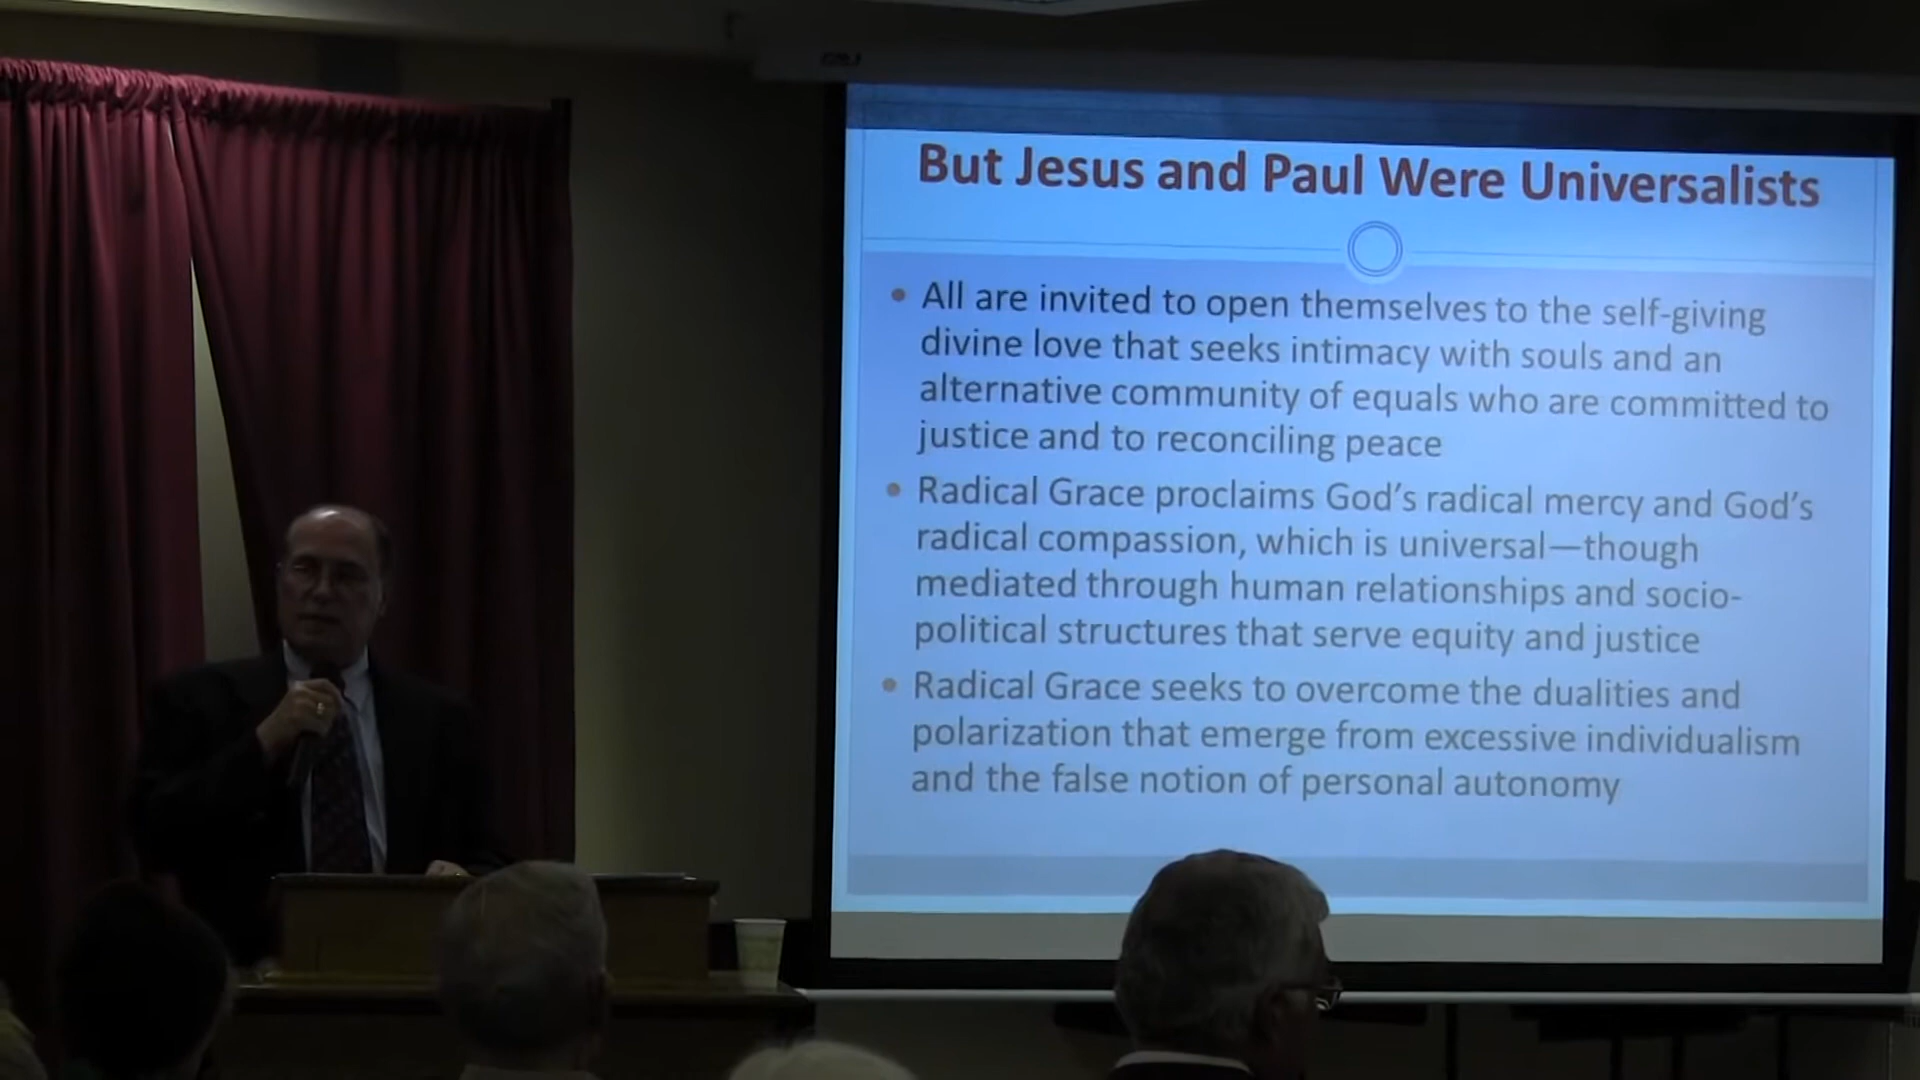 But Jesus and Paul Were Universalists
All are invited to open themselves to the self-giving
divine love that seeks intimacy with souls and an
alternative community of equals who are committed to
justice and to reconciling peace
Radical Grace proclaims God's radical mercy and God's
radical compassion, which is universal—though
mediated through human relationships and socio-
political structures that serve equity and justice
Radical Grace seeks to overcome the dualities and
polarization that emerge from excessive individualism
and the false notion of personal autonomy